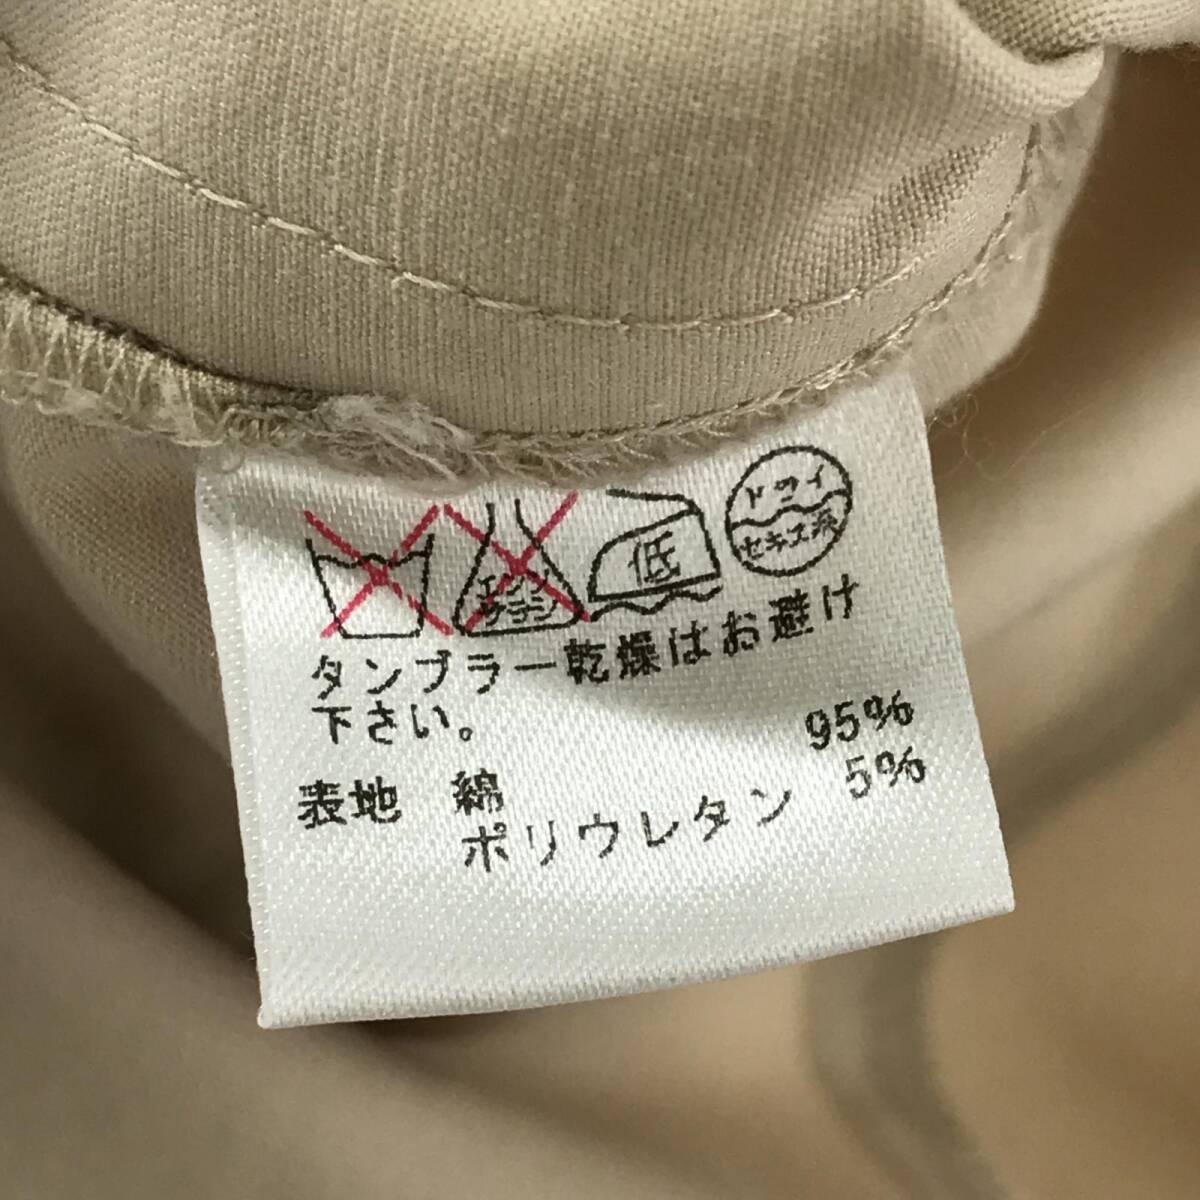 エンソ
サラシ
低
ドライ
セキユ系
タンブラー乾燥はお避け
下さい。
表地 綿 95%
ポリウレタン 5%